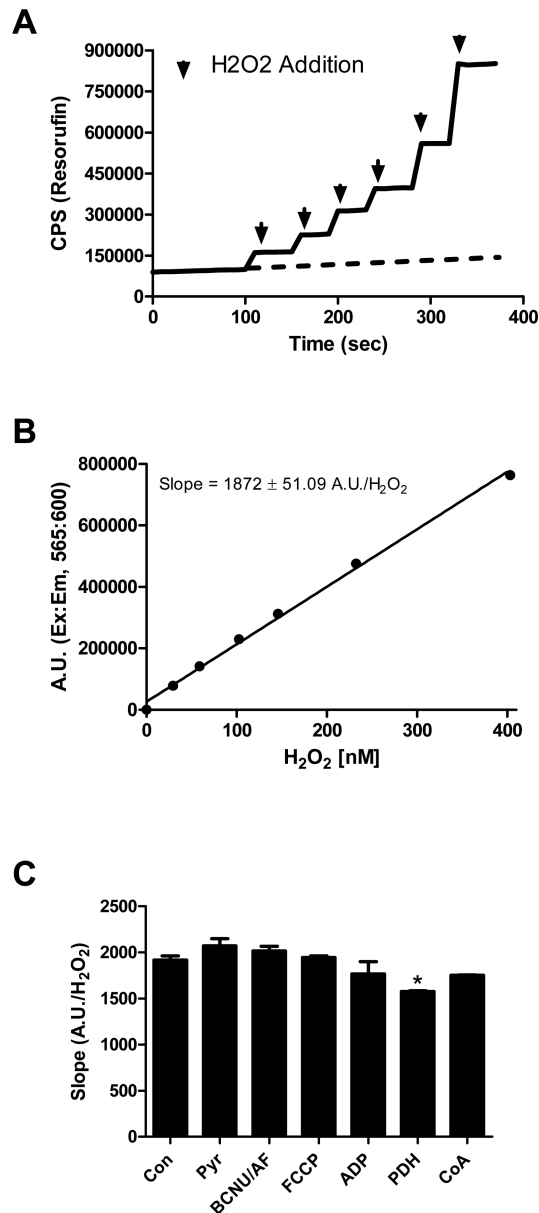 A
H2O2 Addition
900000
750000
600000
450000
300000
150000
0
CPS (Resorufin)
0 100 200 300 400
Time (sec)
B
Slope = 1872 ± 51.09 A.U./H₂O₂
800000
600000
400000
200000
0
A.U. (Ex:Em, 565:600)
0 100 200 300 400
H₂O₂ [nM]
C
2500
2000
1500
1000
500
0
Slope (A.U./H₂O₂)
*
Con Pyr BCNU/AF FCCP ADP PDH CoA